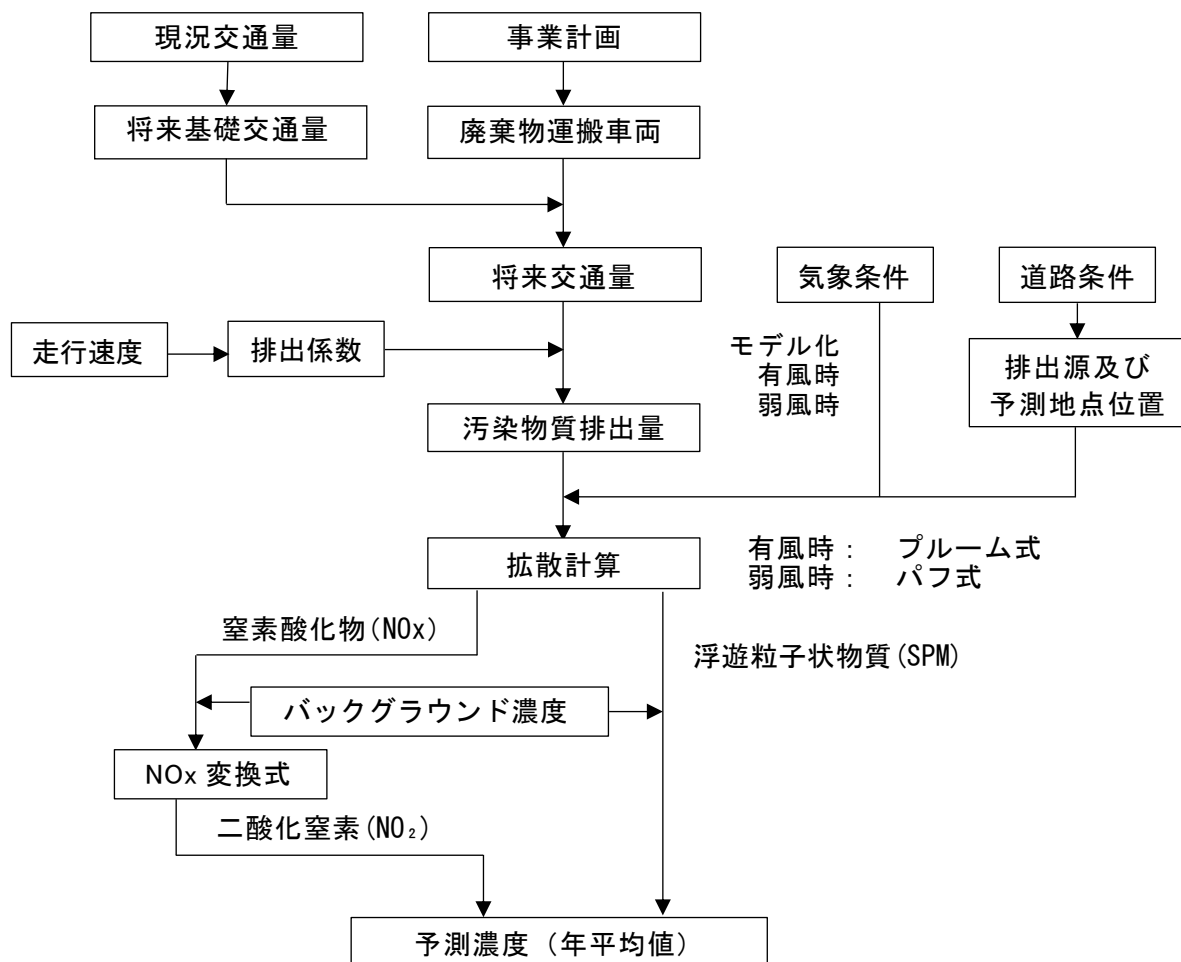 現況交通量
事業計画
将来基礎交通量
廃棄物運搬車両
将来交通量
気象条件
道路条件
走行速度
排出係数
モデル化
有風時
弱風時
排出源及び
予測地点位置
汚染物質排出量
拡散計算
有風時： プルーム式
弱風時： パフ式
窒素酸化物(NOx)
浮遊粒子状物質(SPM)
バックグラウンド濃度
NOx 変換式
二酸化窒素(NO₂)
予測濃度（年平均値）